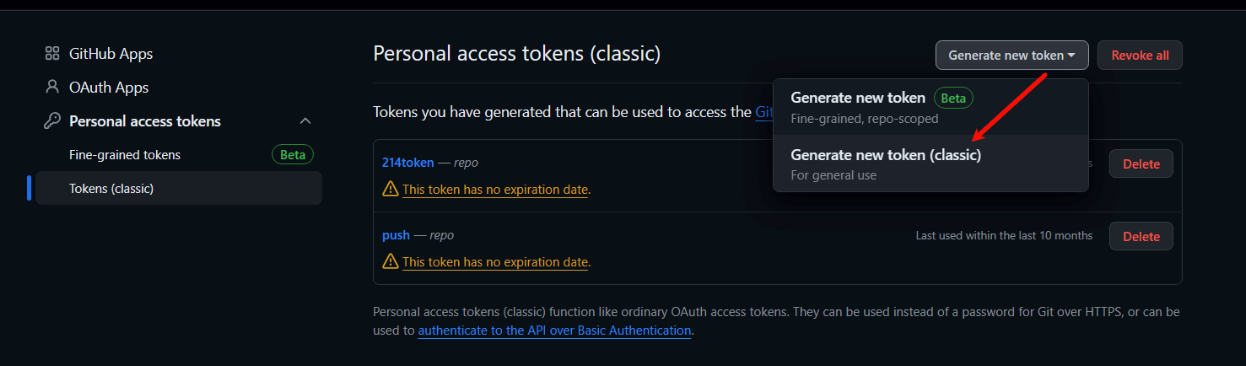 GitHub Apps
OAuth Apps
Personal access tokens
Fine-grained tokens Beta
Tokens (classic)
Personal access tokens (classic)
Generate new token
Revoke all
Generate new token Beta
Fine-grained, repo-scoped
Generate new token (classic)
For general use
Tokens you have generated that can be used to access the
214token — repo
Delete
This token has no expiration date.
push — repo
Last used within the last 10 months
Delete
This token has no expiration date.
Personal access tokens (classic) function like ordinary OAuth access tokens. They can be used instead of a password for Git over HTTPS, or can be
used to authenticate to the API over Basic Authentication.